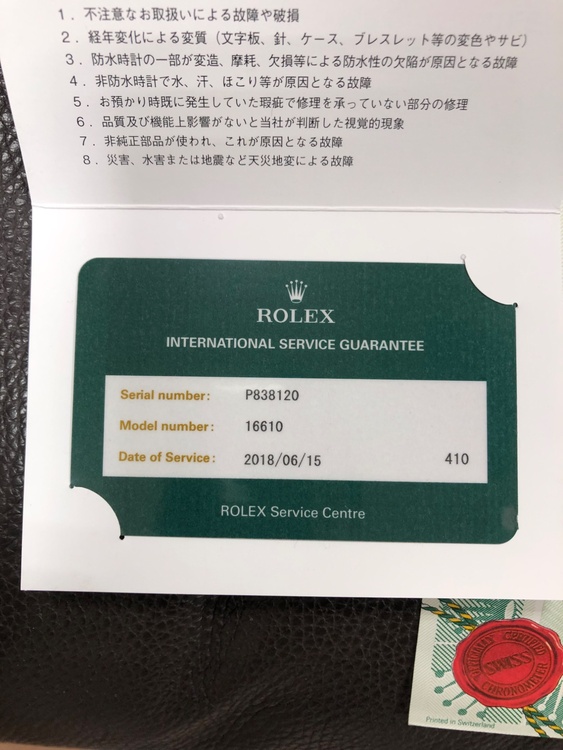 1．不注意なお取扱いによる故障や破損
2．経年変化による変質（文字板、針、ケース、ブレスレット等の変色やサビ）
3．防水時計の一部が変造、摩耗、欠損等による防水性の欠陥が原因となる故障
4．非防水時計で水、汗、ほこり等が原因となる故障
5．お預かり時既に発生していた瑕疵で修理を承っていない部分の修理
6．品質及び機能上影響がないと当社が判断した視覚的現象
7．非純正部品が使われ、これが原因となる故障
8．災害、水害または地震など天災地変による故障
ROLEX
INTERNATIONAL SERVICE GUARANTEE
Serial number: P838120
Model number: 16610
Date of Service: 2018/06/15 410
ROLEX Service Centre
OFFICIALLY CERTIFIED
SWISS
CHRONOMETER
Printed in Switzerland